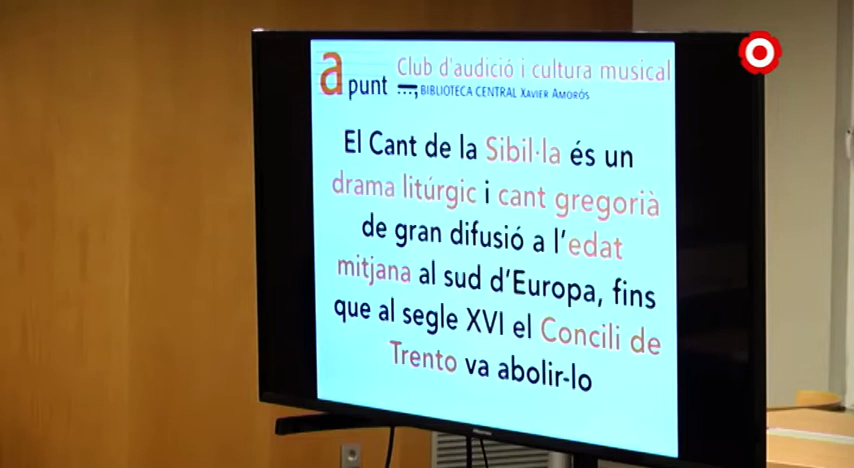 a punt Club d'audició i cultura musical
BIBLIOTECA CENTRAL XAVIER AMORÓS
El Cant de la Sibil·la és un
drama litúrgic i cant gregorià
de gran difusió a l'edat
mitjana al sud d'Europa, fins
que al segle XVI el Concili de
Trento va abolir-lo